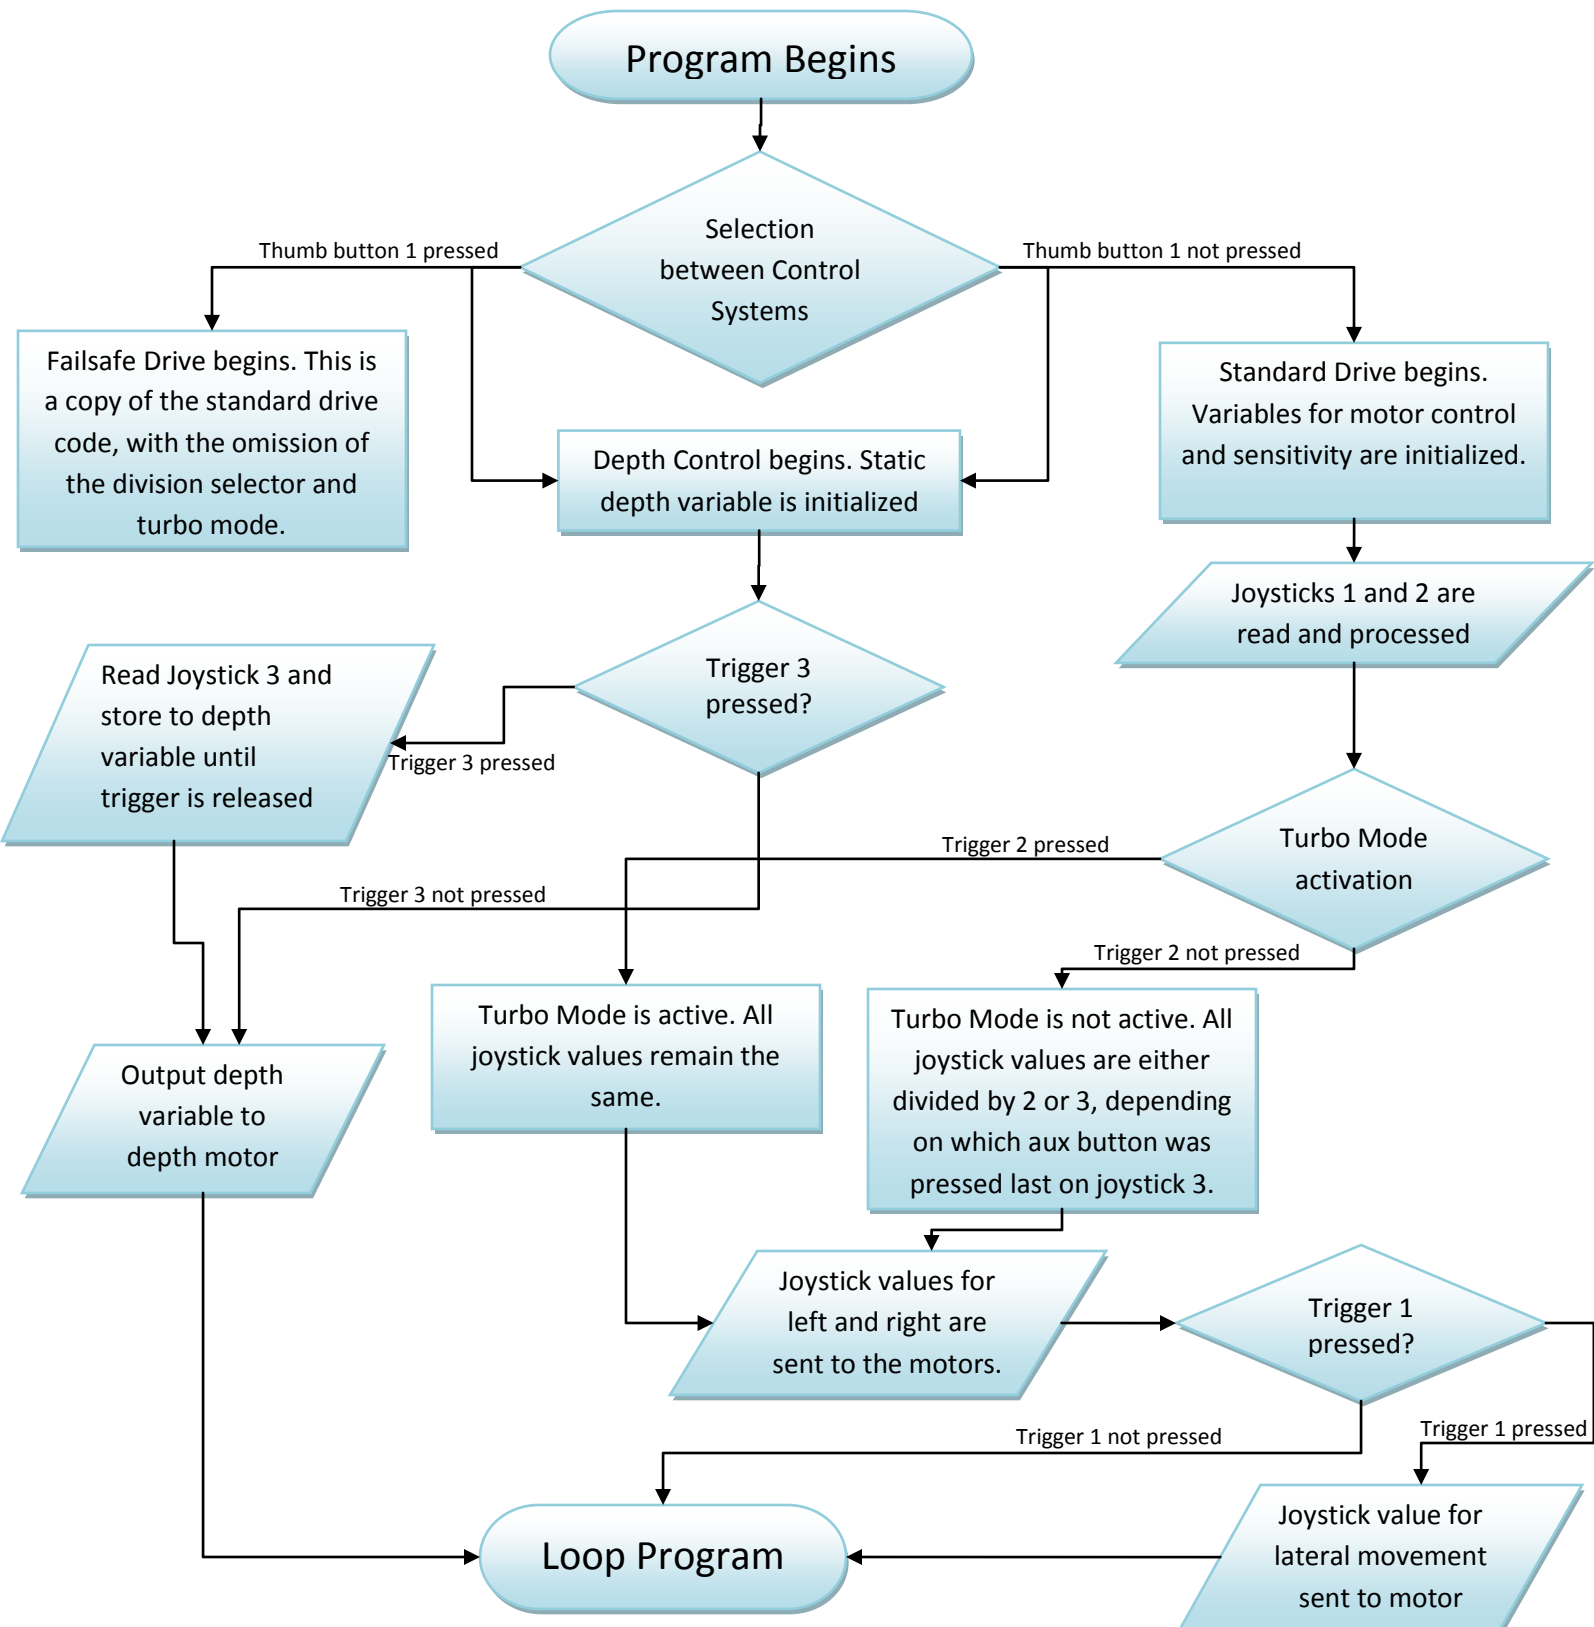 Program Begins
Selection
between Control
Systems
Thumb button 1 pressed
Thumb button 1 not pressed
Failsafe Drive begins. This is
a copy of the standard drive
code, with the omission of
the division selector and
turbo mode.
Depth Control begins. Static
depth variable is initialized
Standard Drive begins.
Variables for motor control
and sensitivity are initialized.
Joysticks 1 and 2 are
read and processed
Trigger 3
pressed?
Read Joystick 3 and
store to depth
variable until
trigger is released
Trigger 3 pressed
Turbo Mode
activation
Trigger 2 pressed
Trigger 3 not pressed
Trigger 2 not pressed
Turbo Mode is active. All
joystick values remain the
same.
Turbo Mode is not active. All
joystick values are either
divided by 2 or 3, depending
on which aux button was
pressed last on joystick 3.
Output depth
variable to
depth motor
Joystick values for
left and right are
sent to the motors.
Trigger 1
pressed?
Trigger 1 not pressed
Trigger 1 pressed
Loop Program
Joystick value for
lateral movement
sent to motor